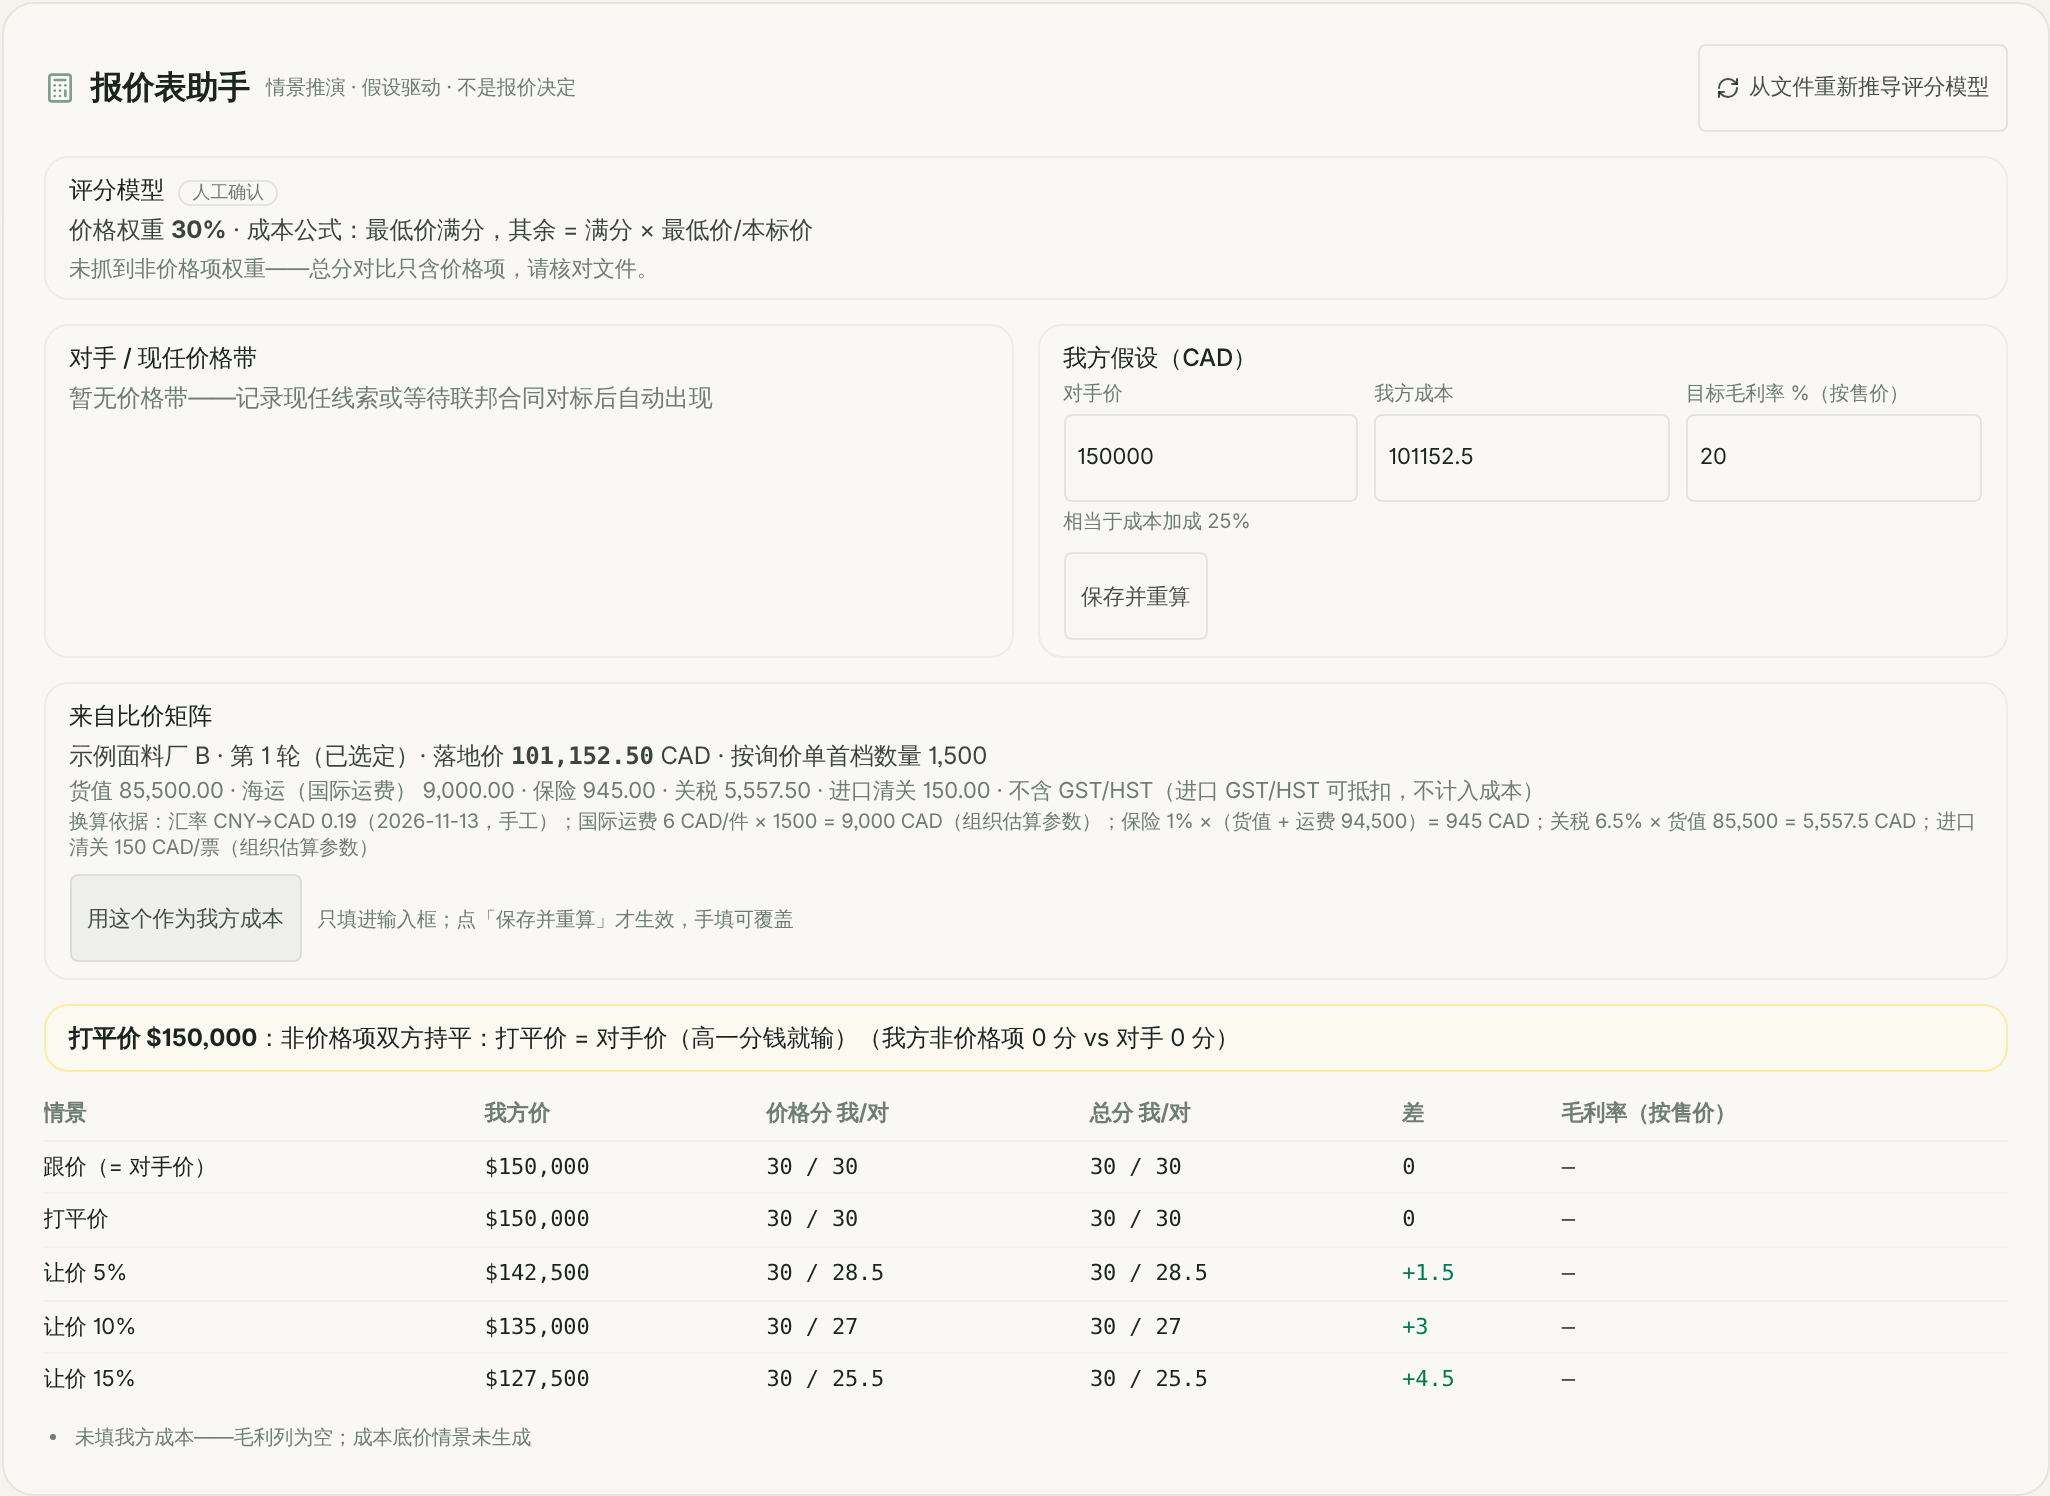 报价表助手 情景推演 · 假设驱动 · 不是报价决定
从文件重新推导评分模型
评分模型 人工确认
价格权重 30% · 成本公式：最低价满分，其余 = 满分 × 最低价/本标价
未抓到非价格项权重——总分对比只含价格项，请核对文件。
对手 / 现任价格带
暂无价格带——记录现任线索或等待联邦合同对标后自动出现
我方假设（CAD）
对手价 我方成本 目标毛利率 %（按售价）
150000 101152.5 20
相当于成本加成 25%
保存并重算
来自比价矩阵
示例面料厂 B · 第 1 轮（已选定）· 落地价 101,152.50 CAD · 按询价单首档数量 1,500
货值 85,500.00 · 海运（国际运费） 9,000.00 · 保险 945.00 · 关税 5,557.50 · 进口清关 150.00 · 不含 GST/HST（进口 GST/HST 可抵扣，不计入成本）
换算依据：汇率 CNY→CAD 0.19（2026-11-13，手工）；国际运费 6 CAD/件 × 1500 = 9,000 CAD（组织估算参数）；保险 1% ×（货值 + 运费 94,500）= 945 CAD；关税 6.5% × 货值 85,500 = 5,557.5 CAD；进口
清关 150 CAD/票（组织估算参数）
用这个作为我方成本 只填进输入框；点「保存并重算」才生效，手填可覆盖
打平价 $150,000：非价格项双方持平：打平价 = 对手价（高一分钱就输）（我方非价格项 0 分 vs 对手 0 分）
情景 我方价 价格分 我/对 总分 我/对 差 毛利率（按售价）
跟价（= 对手价） $150,000 30 / 30 30 / 30 0 —
打平价 $150,000 30 / 30 30 / 30 0 —
让价 5% $142,500 30 / 28.5 30 / 28.5 +1.5 —
让价 10% $135,000 30 / 27 30 / 27 +3 —
让价 15% $127,500 30 / 25.5 30 / 25.5 +4.5 —
• 未填我方成本——毛利列为空；成本底价情景未生成